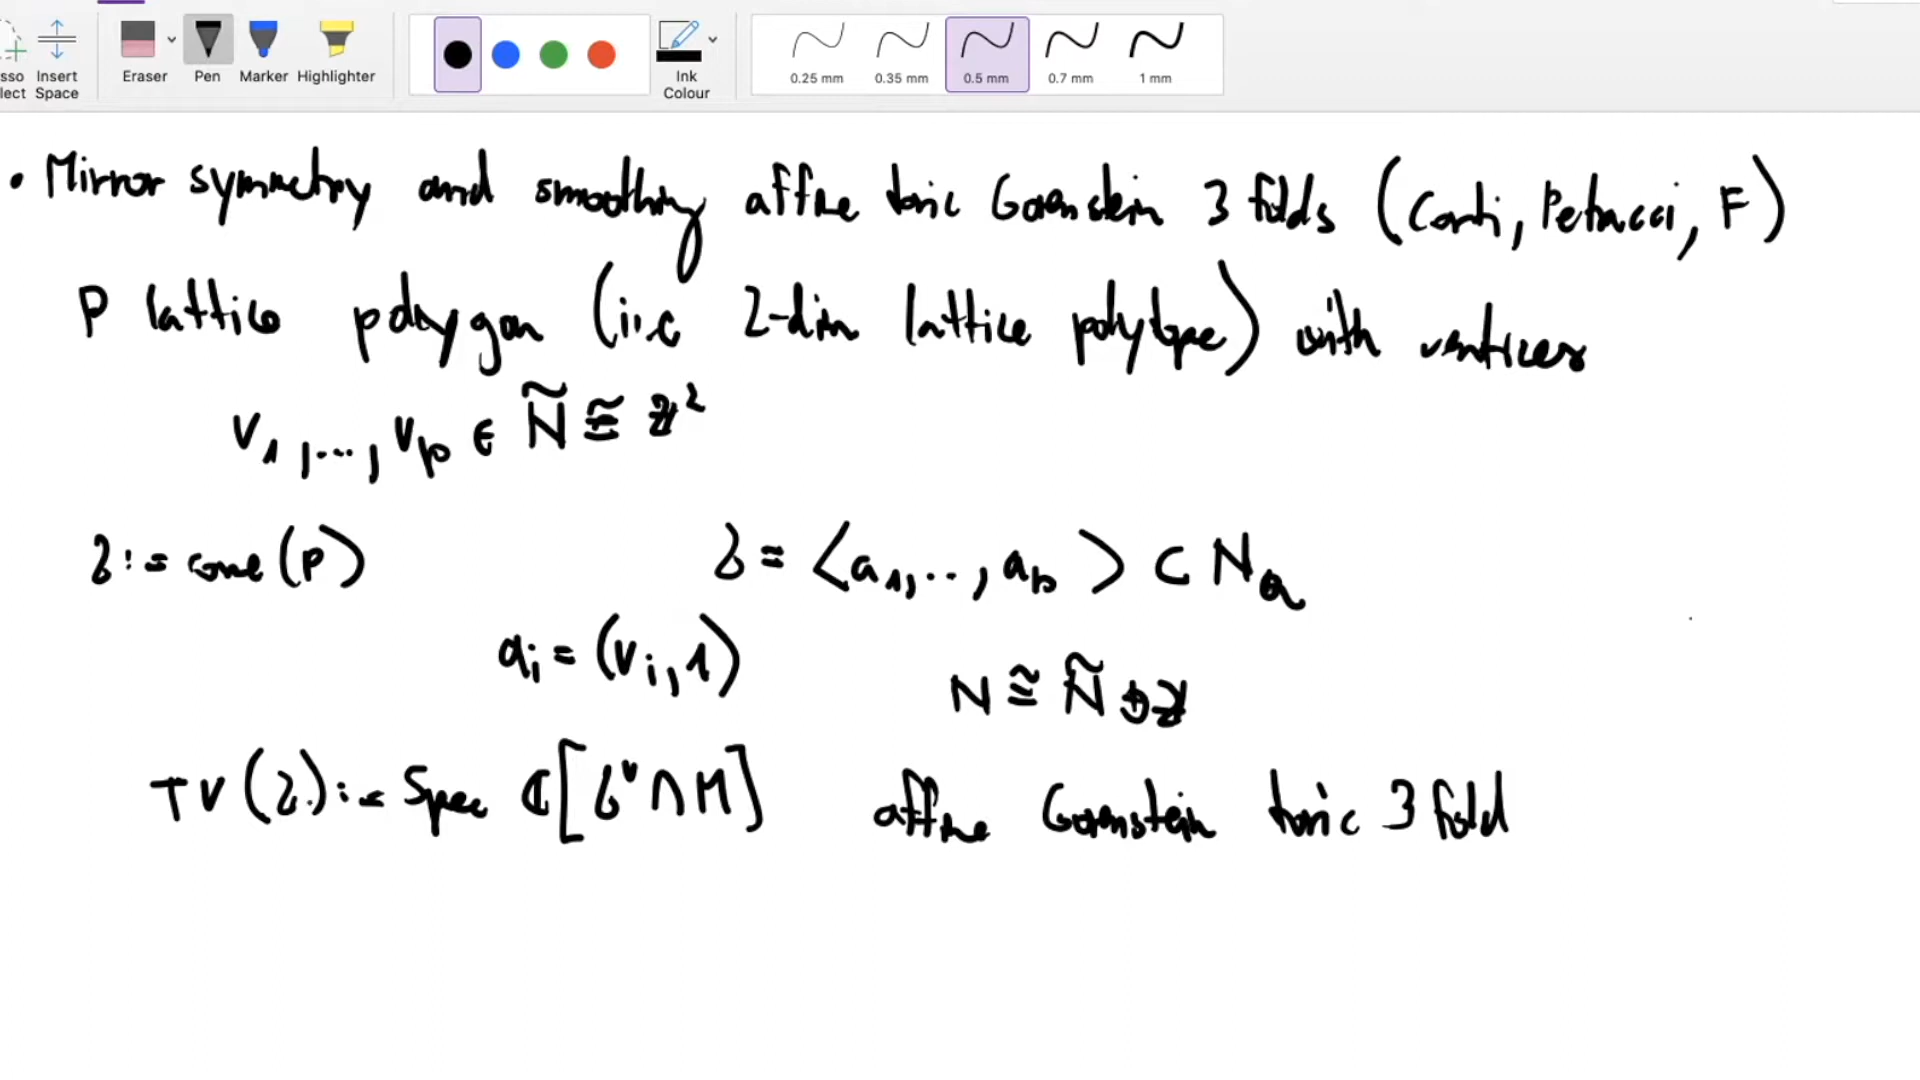 sso
lect
Insert
Space
Eraser
Pen
Marker
Highlighter
Ink
Colour
0.25 mm
0.35 mm
0.5 mm
0.7 mm
1 mm
• Mirror symmetry and smoothing affine toric Gorenstein 3 folds (Corti, Petracci, F)
P lattice polygon (i.e 2-dim lattice polytope) with vertices
v₁,...,vₚ ∈ Ñ ≅ ℤ²
σ := cone(P) σ = ⟨a₁,..,aₚ⟩ ⊂ N_ℚ
aᵢ = (vᵢ,1) N ≅ Ñ ⊕ ℤ
TV(σ) := Spec ℂ[σ^∨ ∩ M] affine Gorenstein toric 3 fold